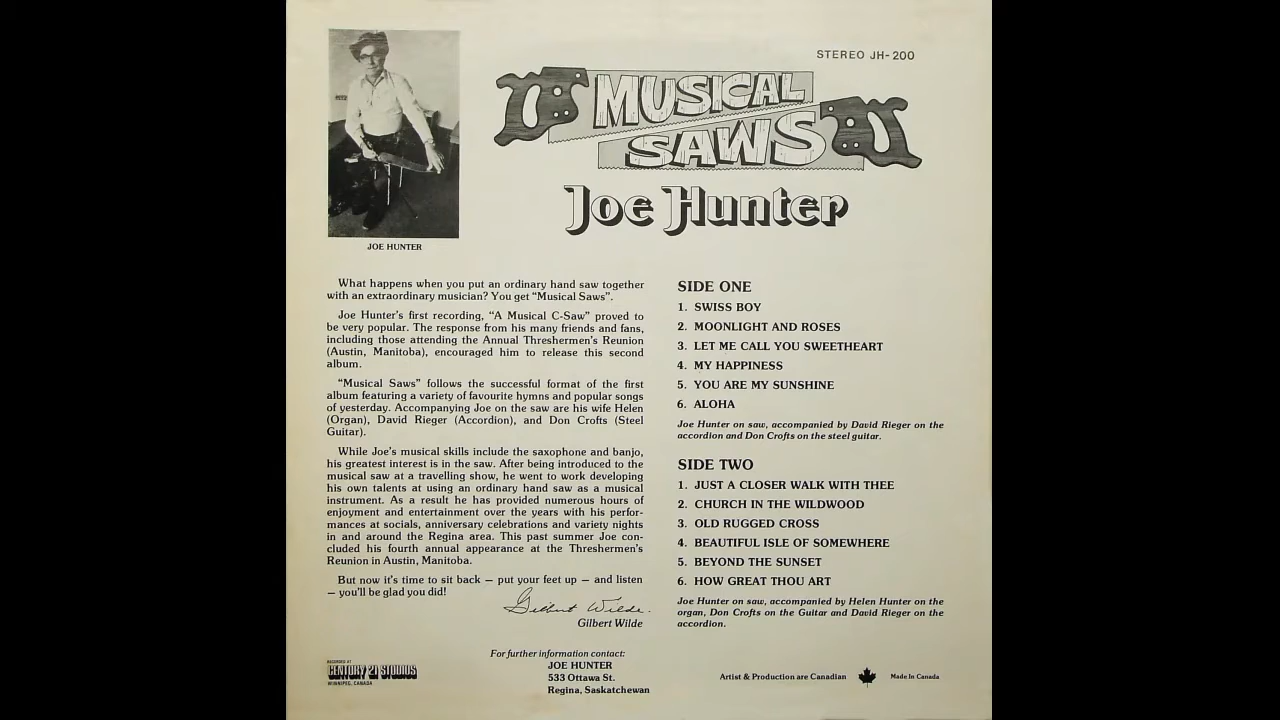 STEREO JH-200
MUSICAL
SAWS
Joe Hunter
JOE HUNTER
What happens when you put an ordinary hand saw together
with an extraordinary musician? You get “Musical Saws”.
Joe Hunter's first recording, “A Musical C-Saw” proved to
be very popular. The response from his many friends and fans,
including those attending the Annual Threshermen's Reunion
(Austin, Manitoba), encouraged him to release this second
album.
“Musical Saws” follows the successful format of the first
album featuring a variety of favourite hymns and popular songs
of yesterday. Accompanying Joe on the saw are his wife Helen
(Organ), David Rieger (Accordion), and Don Crofts (Steel
Guitar).
While Joe's musical skills include the saxophone and banjo,
his greatest interest is in the saw. After being introduced to the
musical saw at a travelling show, he went to work developing
his own talents at using an ordinary hand saw as a musical
instrument. As a result he has provided numerous hours of
enjoyment and entertainment over the years with his perfor-
mances at socials, anniversary celebrations and variety nights
in and around the Regina area. This past summer Joe con-
cluded his fourth annual appearance at the Threshermen's
Reunion in Austin, Manitoba.
But now it's time to sit back — put your feet up — and listen
— you'll be glad you did!
Gilbert Wilde.
Gilbert Wilde
SIDE ONE
1. SWISS BOY
2. MOONLIGHT AND ROSES
3. LET ME CALL YOU SWEETHEART
4. MY HAPPINESS
5. YOU ARE MY SUNSHINE
6. ALOHA
Joe Hunter on saw, accompanied by David Rieger on the
accordion and Don Crofts on the steel guitar.
SIDE TWO
1. JUST A CLOSER WALK WITH THEE
2. CHURCH IN THE WILDWOOD
3. OLD RUGGED CROSS
4. BEAUTIFUL ISLE OF SOMEWHERE
5. BEYOND THE SUNSET
6. HOW GREAT THOU ART
Joe Hunter on saw, accompanied by Helen Hunter on the
organ, Don Crofts on the Guitar and David Rieger on the
accordion.
RECORDED AT
CENTURY 21 STUDIOS
WINNIPEG, CANADA
For further information contact:
JOE HUNTER
533 Ottawa St.
Regina, Saskatchewan
Artist & Production are Canadian
Made In Canada